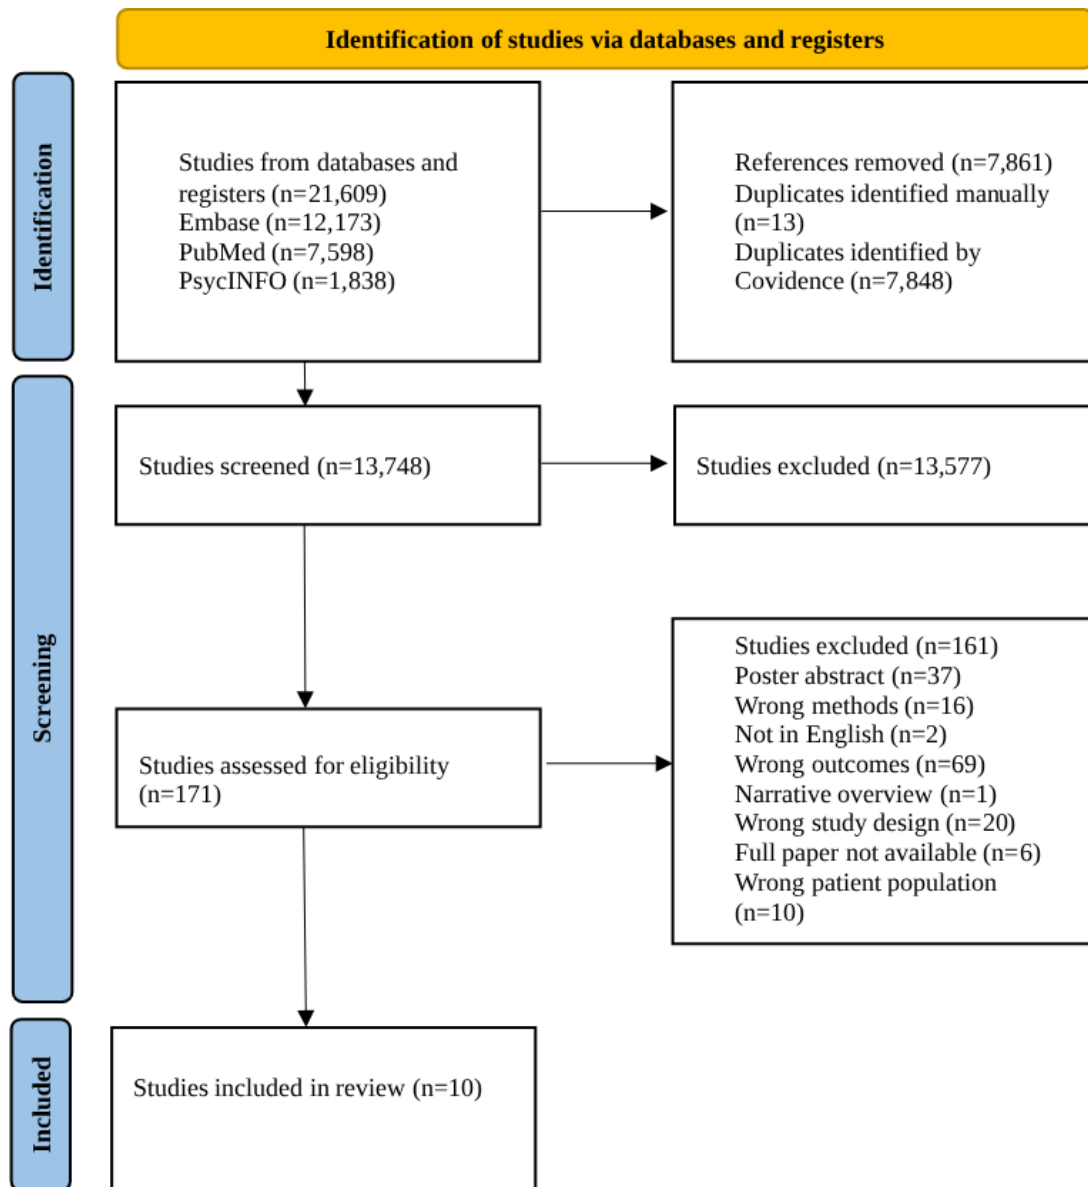 Identification of studies via databases and registers
Identification
Studies from databases and
registers (n=21,609)
Embase (n=12,173)
PubMed (n=7,598)
PsycINFO (n=1,838)
References removed (n=7,861)
Duplicates identified manually
(n=13)
Duplicates identified by
Covidence (n=7,848)
Screening
Studies screened (n=13,748)
Studies excluded (n=13,577)
Studies assessed for eligibility
(n=171)
Studies excluded (n=161)
Poster abstract (n=37)
Wrong methods (n=16)
Not in English (n=2)
Wrong outcomes (n=69)
Narrative overview (n=1)
Wrong study design (n=20)
Full paper not available (n=6)
Wrong patient population
(n=10)
Included
Studies included in review (n=10)